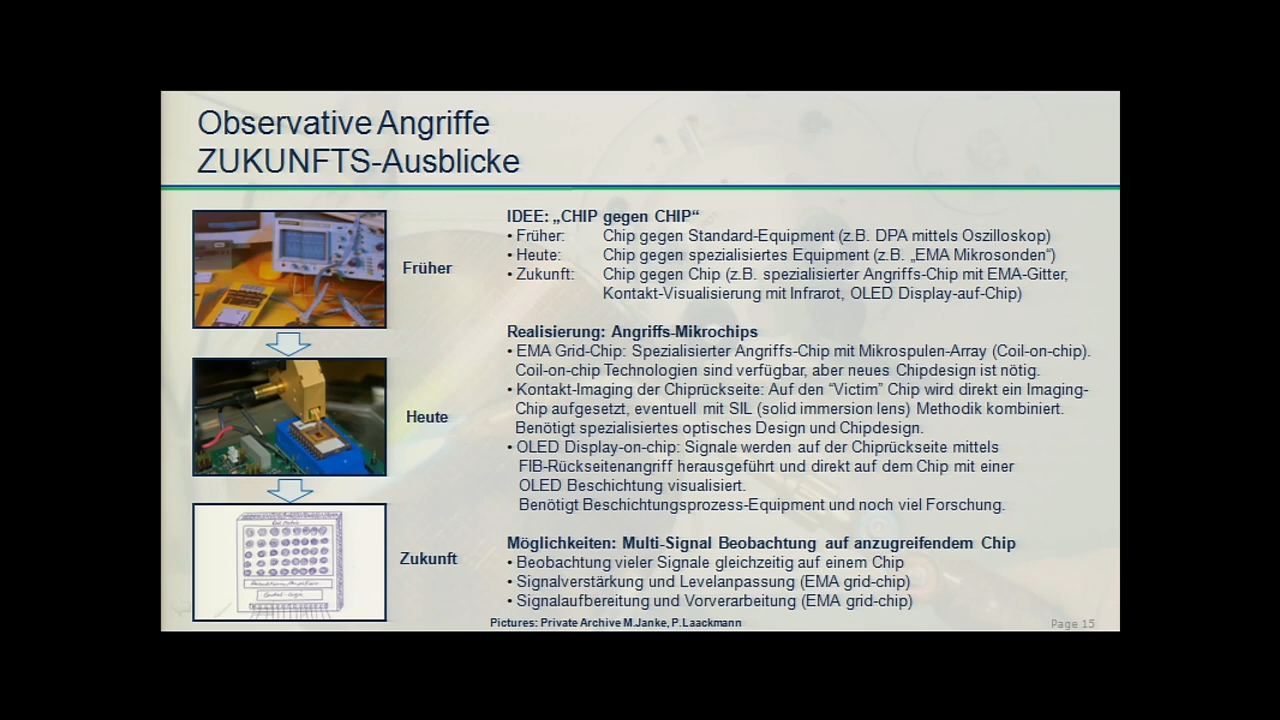 Observative Angriffe
ZUKUNFTS-Ausblicke
Früher
Heute
Zukunft
IDEE: „CHIP gegen CHIP“
• Früher: Chip gegen Standard-Equipment (z.B. DPA mittels Oszilloskop)
• Heute: Chip gegen spezialisiertes Equipment (z.B. „EMA Mikrosonden“)
• Zukunft: Chip gegen Chip (z.B. spezialisierter Angriffs-Chip mit EMA-Gitter,
Kontakt-Visualisierung mit Infrarot, OLED Display-auf-Chip)
Realisierung: Angriffs-Mikrochips
• EMA Grid-Chip: Spezialisierter Angriffs-Chip mit Mikrospulen-Array (Coil-on-chip).
Coil-on-chip Technologien sind verfügbar, aber neues Chipdesign ist nötig.
• Kontakt-Imaging der Chiprückseite: Auf den “Victim” Chip wird direkt ein Imaging-
Chip aufgesetzt, eventuell mit SIL (solid immersion lens) Methodik kombiniert.
Benötigt spezialisiertes optisches Design und Chipdesign.
• OLED Display-on-chip: Signale werden auf der Chiprückseite mittels
FIB-Rückseitenangriff herausgeführt und direkt auf dem Chip mit einer
OLED Beschichtung visualisiert.
Benötigt Beschichtungsprozess-Equipment und noch viel Forschung.
Möglichkeiten: Multi-Signal Beobachtung auf anzugreifendem Chip
• Beobachtung vieler Signale gleichzeitig auf einem Chip
• Signalverstärkung und Levelanpassung (EMA grid-chip)
• Signalaufbereitung und Vorverarbeitung (EMA grid-chip)
Pictures: Private Archive M.Janke, P.Laackmann
Page 15